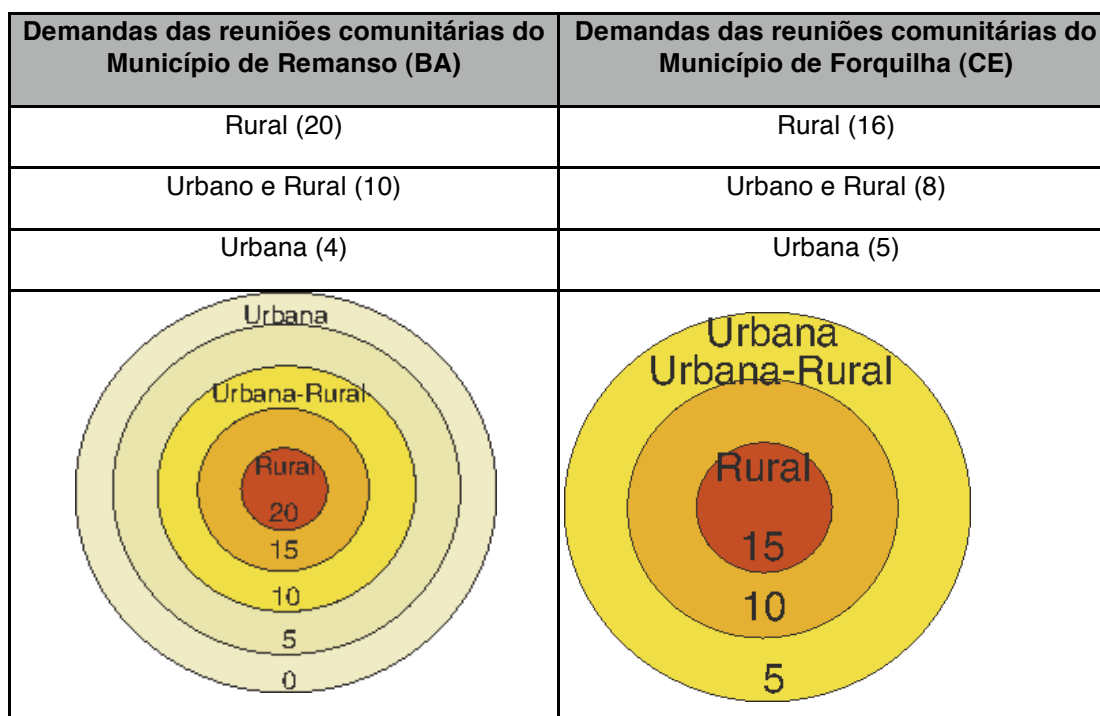 Demandas das reuniões comunitárias do
Município de Remanso (BA)
Demandas das reuniões comunitárias do
Município de Forquilha (CE)
Rural (20)
Rural (16)
Urbano e Rural (10)
Urbano e Rural (8)
Urbana (4)
Urbana (5)
Urbana
Urbana-Rural
Rural
20
15
10
5
0
Urbana
Urbana-Rural
Rural
15
10
5